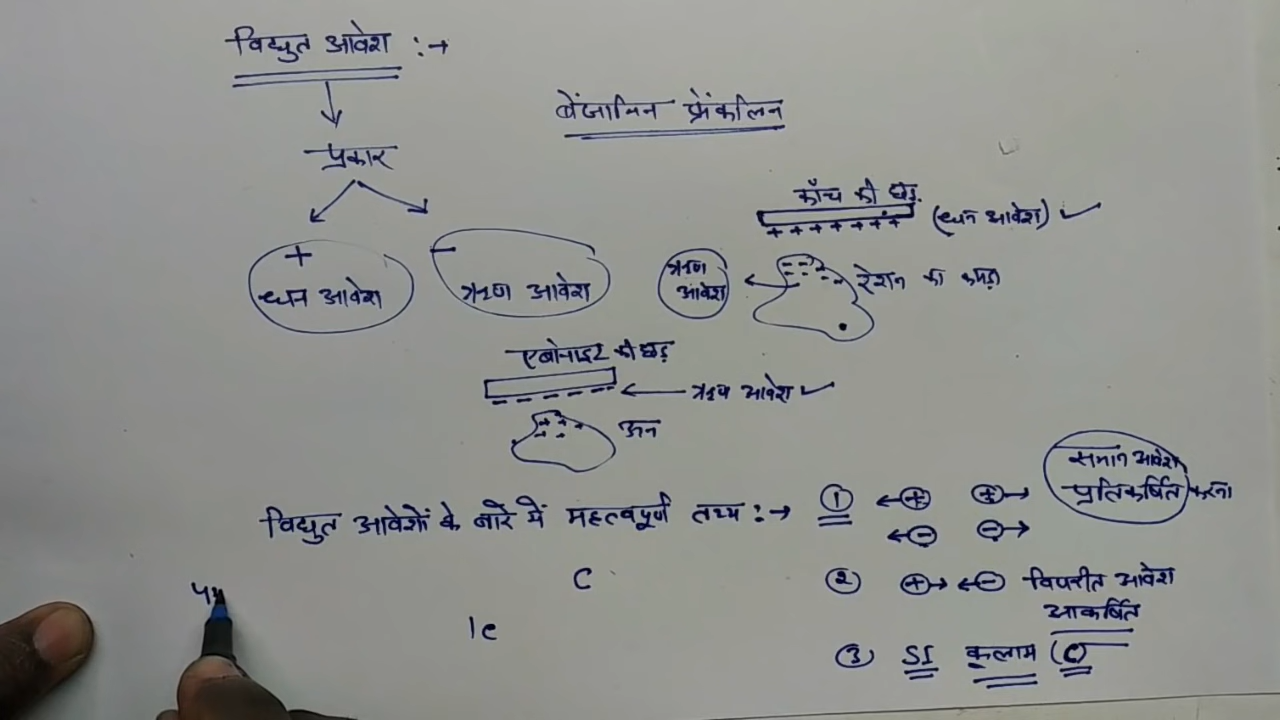 विद्युत आवेश :→
बेंजामिन फ्रेंकलिन
प्रकार
+
धन आवेश
−
ऋण आवेश
काँच की छड़
+ + + + + + +
(धन आवेश) ✓
ऋण
आवेश
रेशम का कपड़ा
एबोनाइट की छड़
ऋण आवेश ✓
ऊन
समान आवेश
प्रतिकर्षित करना
विद्युत आवेशों के बारे में महत्वपूर्ण तथ्य :→ ① ←⊕ ⊕→
←⊖ ⊖→
C
② ⊕→ ←⊖ विपरीत आवेश
आकर्षित
1e
③ SI कूलाम (C)